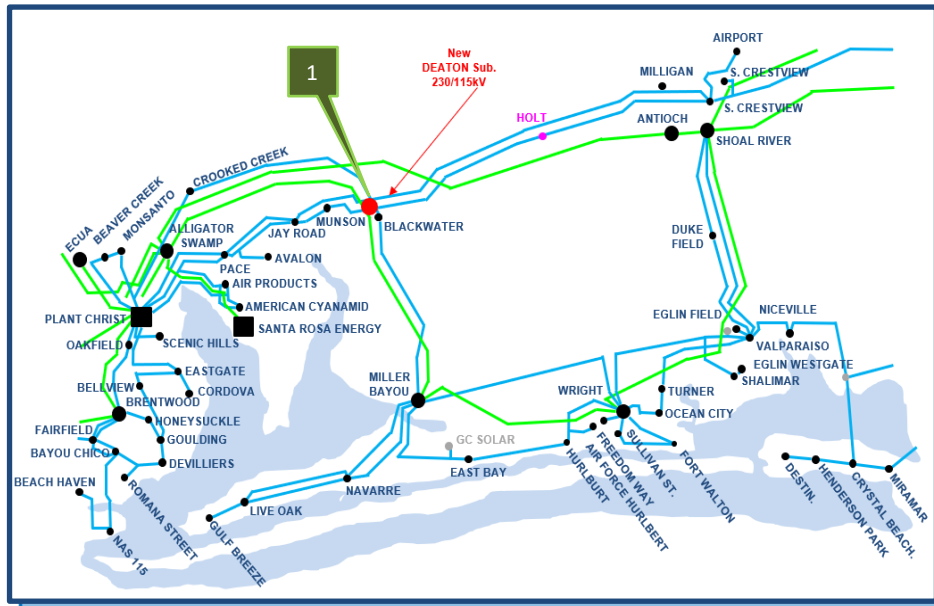 AIRPORT
S. CRESTVIEW
MILLIGAN
S. CRESTVIEW
New
DEATON Sub.
230/115kV
1
HOLT
ANTIOCH
SHOAL RIVER
CROOKED CREEK
BEAVER CREEK
MONSANTO
ECUA
ALLIGATOR
SWAMP
JAY ROAD
MUNSON
BLACKWATER
DUKE
FIELD
PACE
AVALON
AIR PRODUCTS
AMERICAN CYANAMID
SANTA ROSA ENERGY
PLANT CHRIST
OAKFIELD
SCENIC HILLS
EGLIN FIELD
NICEVILLE
VALPARAISO
EGLIN WESTGATE
SHALIMAR
EASTGATE
BELLVIEW
CORDOVA
BRENTWOOD
MILLER
BAYOU
WRIGHT
TURNER
OCEAN CITY
HONEYSUCKLE
FAIRFIELD
GOULDING
BAYOU CHICO
DEVILLIERS
GC SOLAR
EAST BAY
HURLBURT
AIR FORCE HURLBERT
FREEDOM WAY
SULLIVAN ST.
FORT WALTON
BEACH HAVEN
ROMANA STREET
NAS 115
NAVARRE
LIVE OAK
GULF BREEZE
DESTIN.
HENDERSON PARK
CRYSTAL BEACH.
MIRAMAR